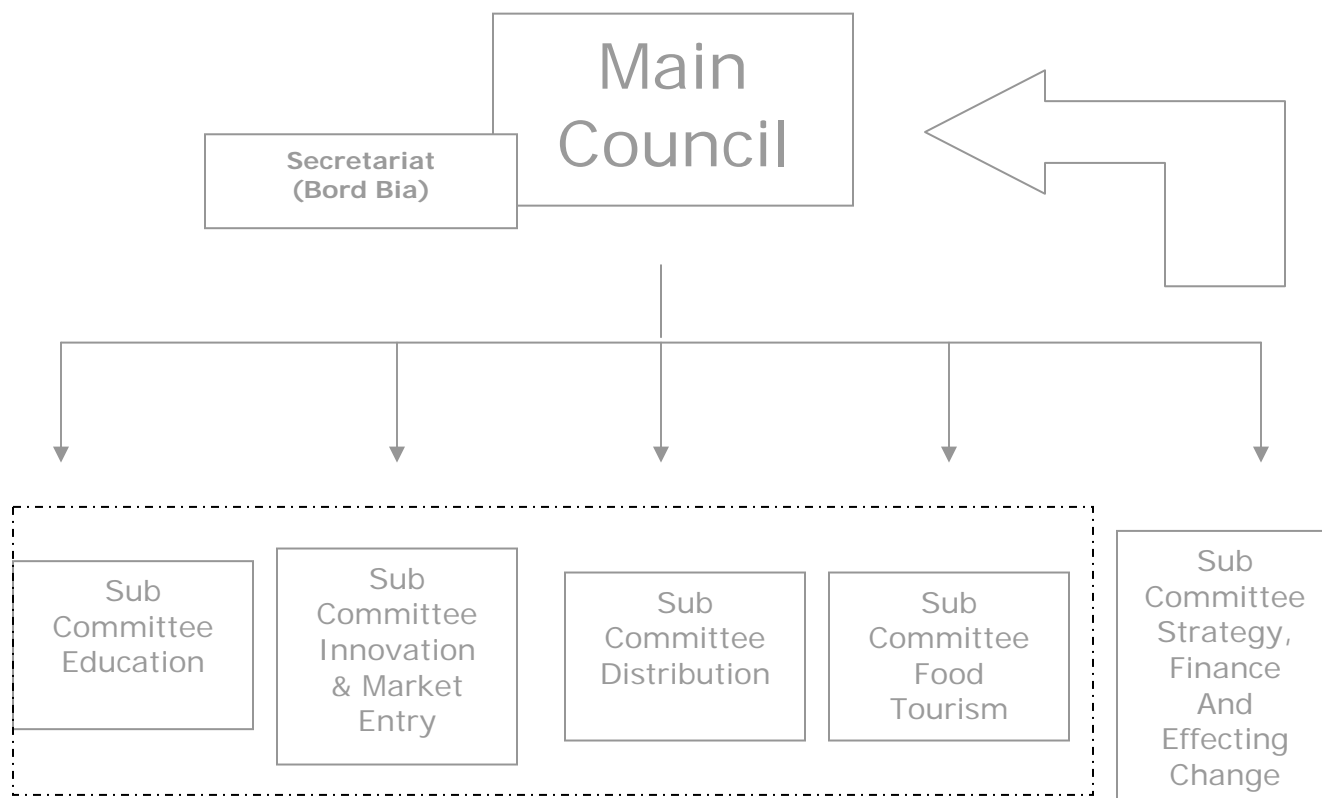 Main
Council
Secretariat
(Bord Bia)
Sub
Committee
Education
Sub
Committee
Innovation
& Market
Entry
Sub
Committee
Distribution
Sub
Committee
Food
Tourism
Sub
Committee
Strategy,
Finance
And
Effecting
Change